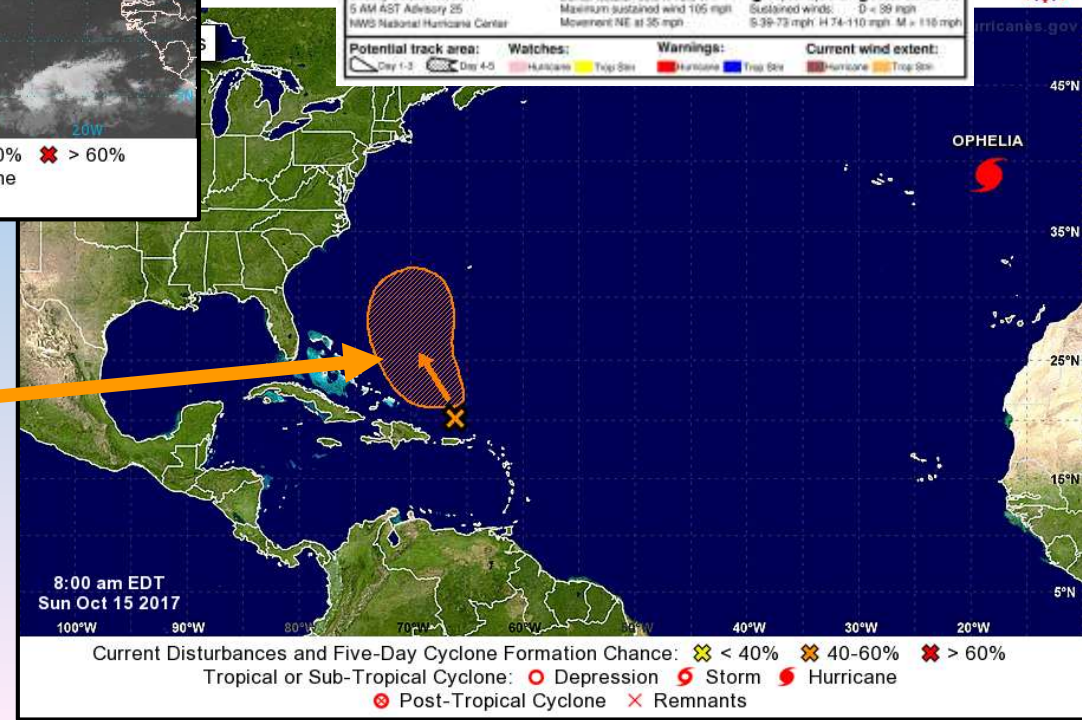 5 AM AST Advisory 25
NWS National Hurricane Center
Maximum sustained wind 105 mph
Movement NE at 35 mph
Sustained winds: D < 39 mph
S 39-73 mph H 74-110 mph M > 110 mph
Potential track area:
Day 1-3 Day 4-5
Watches:
Hurricane Trop Stm
Warnings:
Hurricane Trop Stm
Current wind extent:
Hurricane Trop Stm
20W
> 60%
S
45°N
OPHELIA
35°N
25°N
15°N
5°N
8:00 am EDT
Sun Oct 15 2017
100°W 90°W 80°W 70°W 60°W 50°W 40°W 30°W 20°W
Current Disturbances and Five-Day Cyclone Formation Chance: < 40% 40-60% > 60%
Tropical or Sub-Tropical Cyclone: Depression Storm Hurricane
Post-Tropical Cyclone Remnants